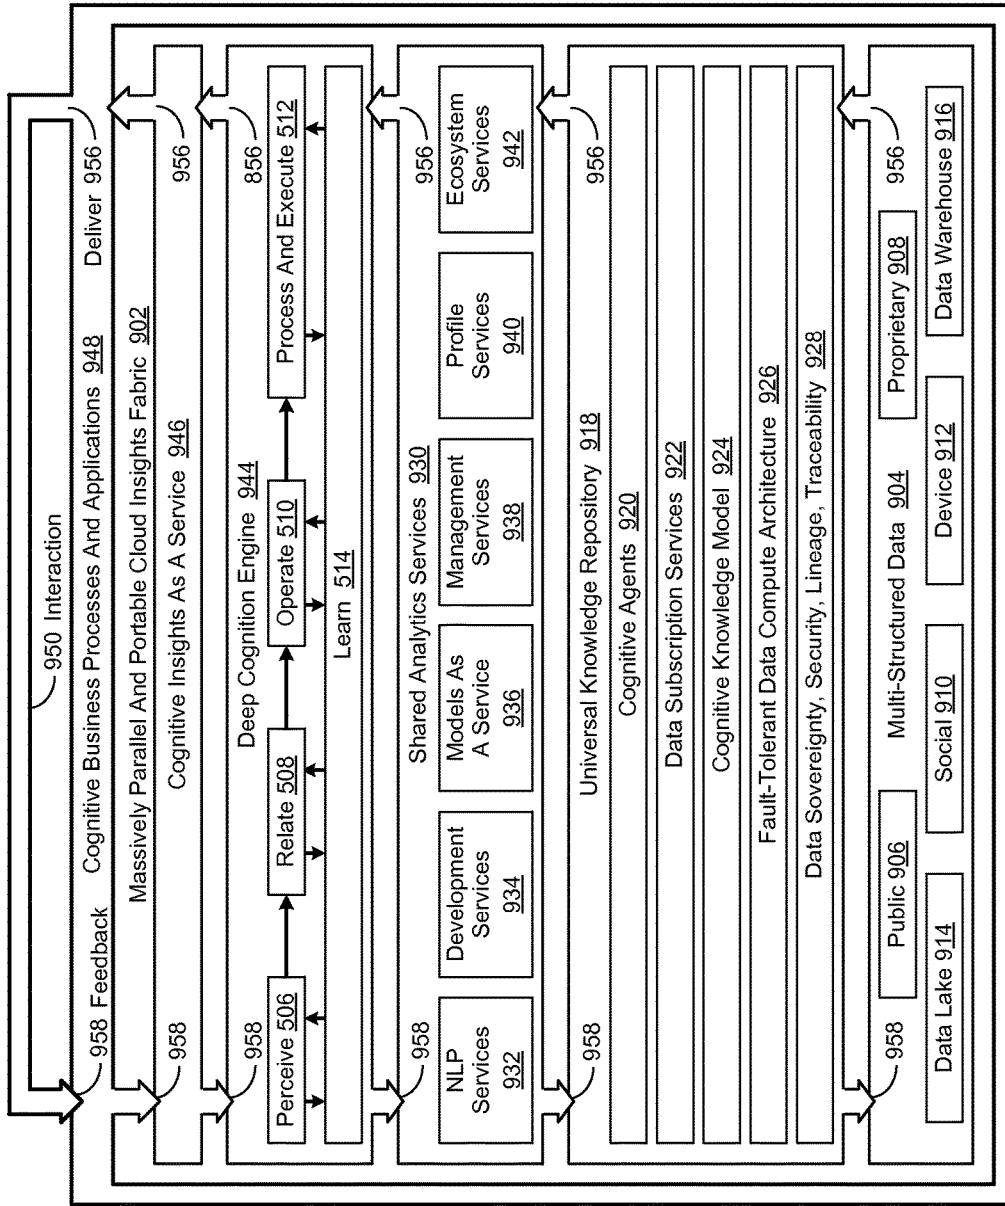 950 Interaction
958 Feedback
Cognitive Business Processes And Applications 948
Deliver 956
Massively Parallel And Portable Cloud Insights Fabric 902
958
Cognitive Insights As A Service 946
956
958
Deep Cognition Engine 944
856
Perceive 506
Relate 508
Operate 510
Process And Execute 512
Learn 514
958
Shared Analytics Services 930
956
NLP
Services
932
Development
Services
934
Models As
A Service
936
Management
Services
938
Profile
Services
940
Ecosystem
Services
942
958
Universal Knowledge Repository 918
956
Cognitive Agents 920
Data Subscription Services 922
Cognitive Knowledge Model 924
Fault-Tolerant Data Compute Architecture 926
Data Sovereignty, Security, Lineage, Traceability 928
958
Public 906
Multi-Structured Data 904
Proprietary 908
956
Data Lake 914
Social 910
Device 912
Data Warehouse 916